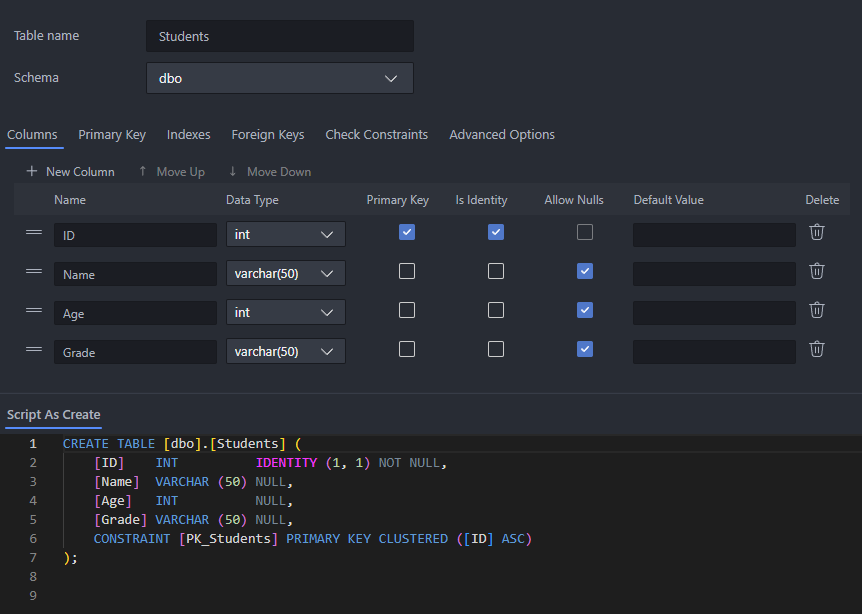 Table name Students
Schema dbo
Columns Primary Key Indexes Foreign Keys Check Constraints Advanced Options
+ New Column ↑ Move Up ↓ Move Down
Name Data Type Primary Key Is Identity Allow Nulls Default Value Delete
ID int
Name varchar(50)
Age int
Grade varchar(50)
Script As Create
1 CREATE TABLE [dbo].[Students] (
2     [ID]    INT          IDENTITY (1, 1) NOT NULL,
3     [Name]  VARCHAR (50) NULL,
4     [Age]   INT          NULL,
5     [Grade] VARCHAR (50) NULL,
6     CONSTRAINT [PK_Students] PRIMARY KEY CLUSTERED ([ID] ASC)
7 );
8
9